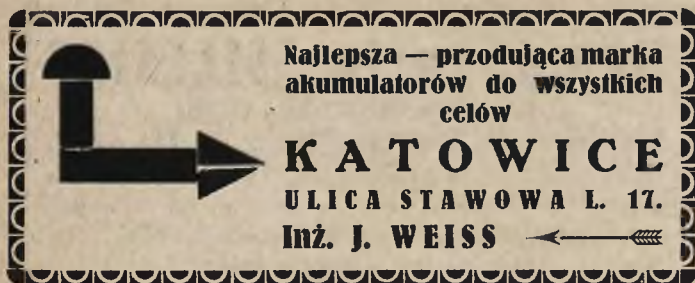 Najlepsza — przodująca marka
akumulatorów do wszystkich
celów
KATOWICE
ULICA STAWOWA L. 17.
Inż. J. WEISS